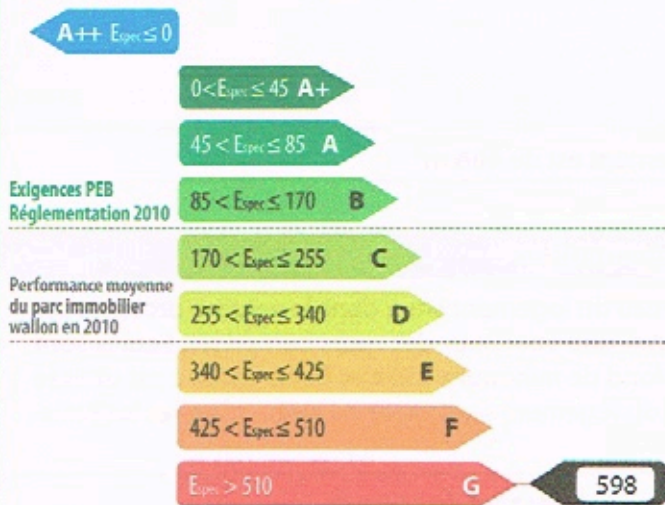 A++ Espec ≤ 0
0 < Espec ≤ 45 A+
45 < Espec ≤ 85 A
Exigences PEB
Réglementation 2010
85 < Espec ≤ 170 B
170 < Espec ≤ 255 C
Performance moyenne
du parc immobilier
wallon en 2010
255 < Espec ≤ 340 D
340 < Espec ≤ 425 E
425 < Espec ≤ 510 F
Espec > 510 G
598